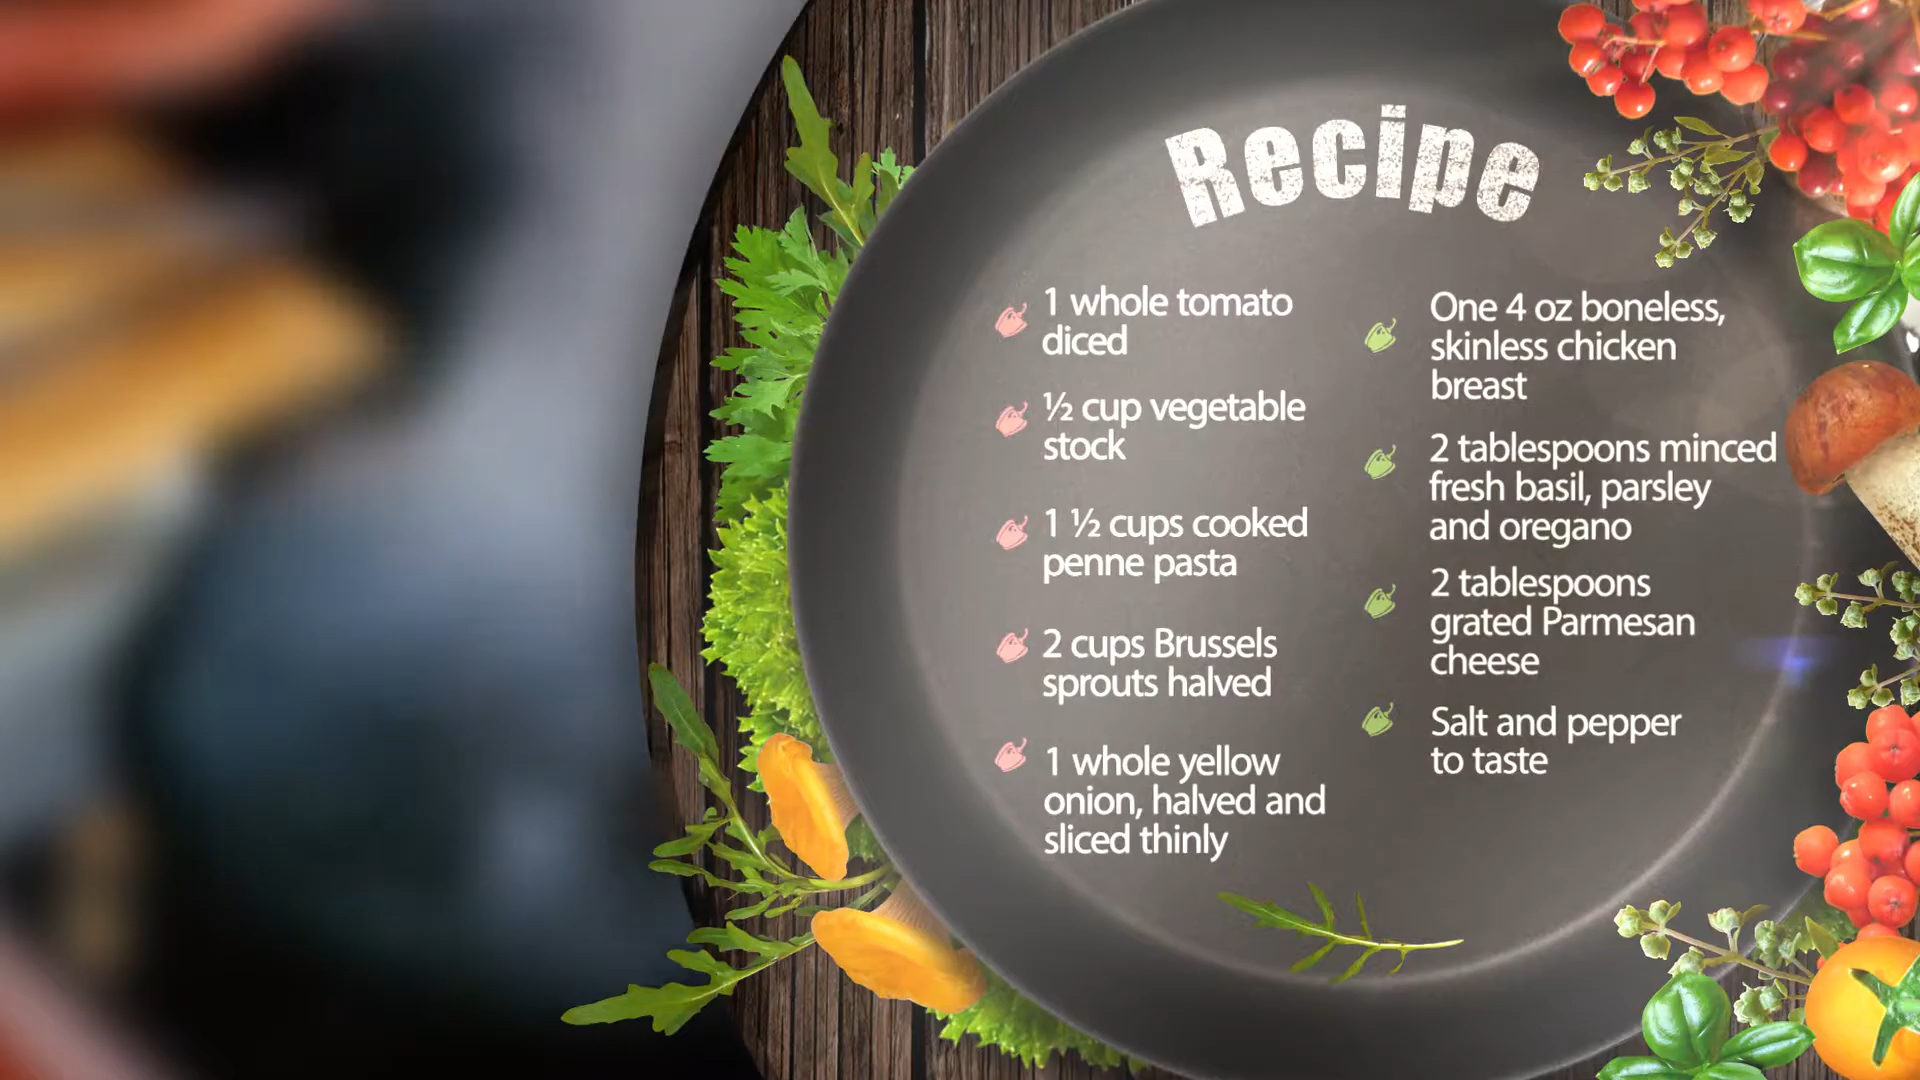 Recipe
1 whole tomato
diced
½ cup vegetable
stock
1 ½ cups cooked
penne pasta
2 cups Brussels
sprouts halved
1 whole yellow
onion, halved and
sliced thinly
One 4 oz boneless,
skinless chicken
breast
2 tablespoons minced
fresh basil, parsley
and oregano
2 tablespoons
grated Parmesan
cheese
Salt and pepper
to taste